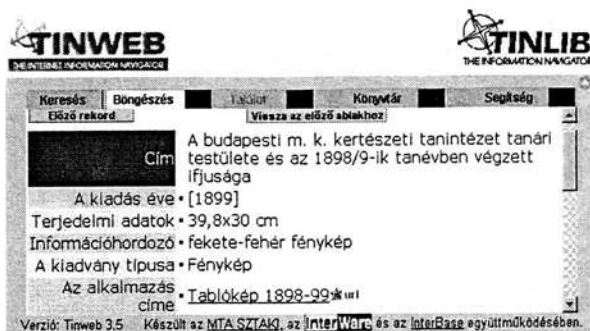 TINWEB
THE INTERNET INFORMATION NAVIGATOR
TINLIB
THE INFORMATION NAVIGATOR
Keresés Böngészés Találat Könyvtár Segítség
Előző rekord Vissza az előző ablakhoz
Cím
A budapesti m. k. kertészeti tanintézet tanári
testülete és az 1898/9-ik tanévben végzett
ifjusága
A kiadás éve • [1899]
Terjedelmi adatok • 39,8x30 cm
Információhordozó • fekete-fehér fénykép
A kiadvány típusa • Fénykép
Az alkalmazás
címe • Tablókép 1898-99 url
Verzió: Tinweb 3.5 Készült az MTA SZTAKI, az InterWare és az InterBase együttműködésében.